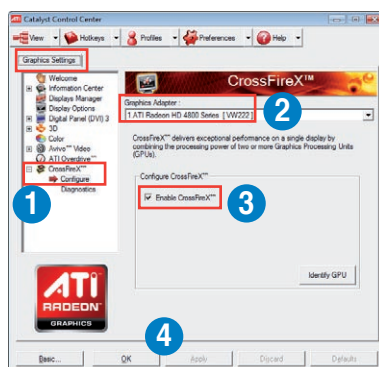 Catalyst Control Center
View Hotkeys Profiles Preferences Help
Graphics Settings
Welcome
Information Center
Displays Manager
Display Options
Digital Panel (DVI) 3
3D
Color
Avivo™ Video
ATI Overdrive™
CrossFireX™
Configure
Diagnostics
1
CrossFireX™
Graphics Adapter:
1.ATI Radeon HD 4800 Series [ VW222 ]
2
CrossFireX™ delivers exceptional performance on a single display by
combining the processing power of two or more Graphics Processing Units
(GPUs).
Configure CrossFireX™
Enable CrossFireX™
3
Identify GPU
ATI
RADEON
GRAPHICS
4
Basic... OK Apply Discard Defaults